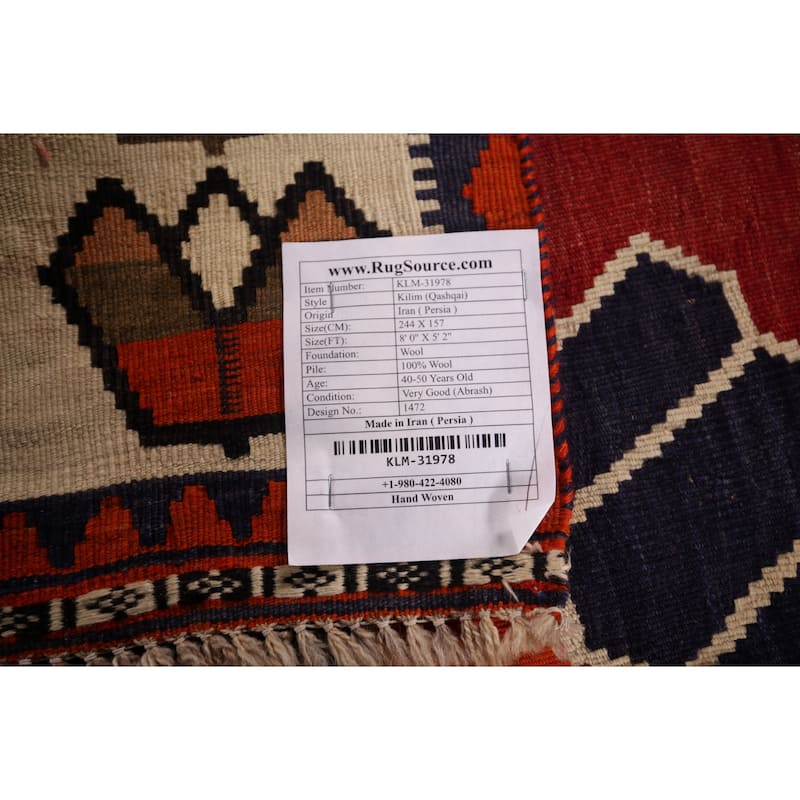 www.RugSource.com
Item Number: KLM-31978
Style Kilim (Qashqai)
Origin Iran ( Persia )
Size(CM): 244 X 157
Size(FT): 8' 0" X 5' 2"
Foundation: Wool
Pile: 100% Wool
Age: 40-50 Years Old
Condition: Very Good (Abrash)
Design No.: 1472
Made in Iran ( Persia )
KLM-31978
+1-980-422-4080
Hand Woven